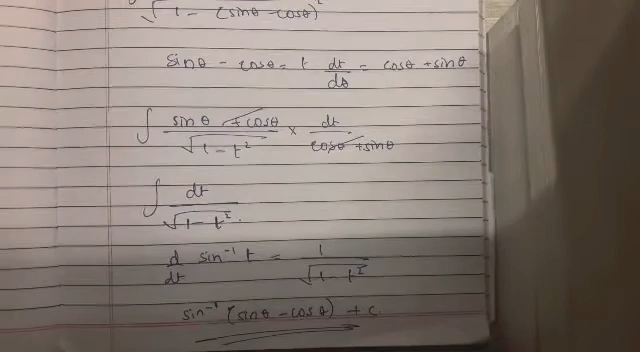 √1 - (sinθ - cosθ)²
sinθ - cosθ = t dt/dθ = cosθ + sinθ
∫ sinθ + cosθ / √1 - t² × dt / cosθ + sinθ
∫ dt / √1 - t².
d/dt sin⁻¹ t = 1 / √1 - t²
sin⁻¹ (sinθ - cosθ) + c